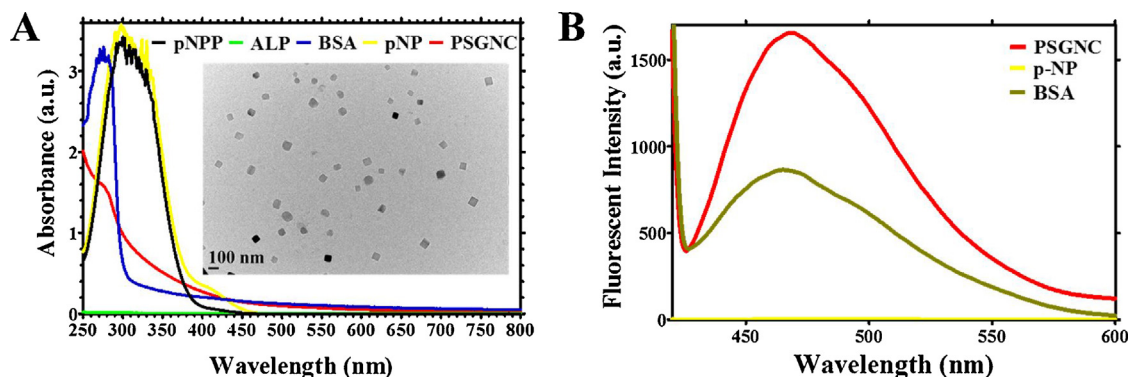 A
pNPP ALP BSA pNP PSGNC
Absorbance (a.u.)
3
2
1
0
100 nm
250 300 350 400 450 500 550 600 650 700 750 800
Wavelength (nm)
B
PSGNC
p-NP
BSA
Fluorescent Intensity (a.u.)
1500
1000
500
0
450 500 550 600
Wavelength (nm)